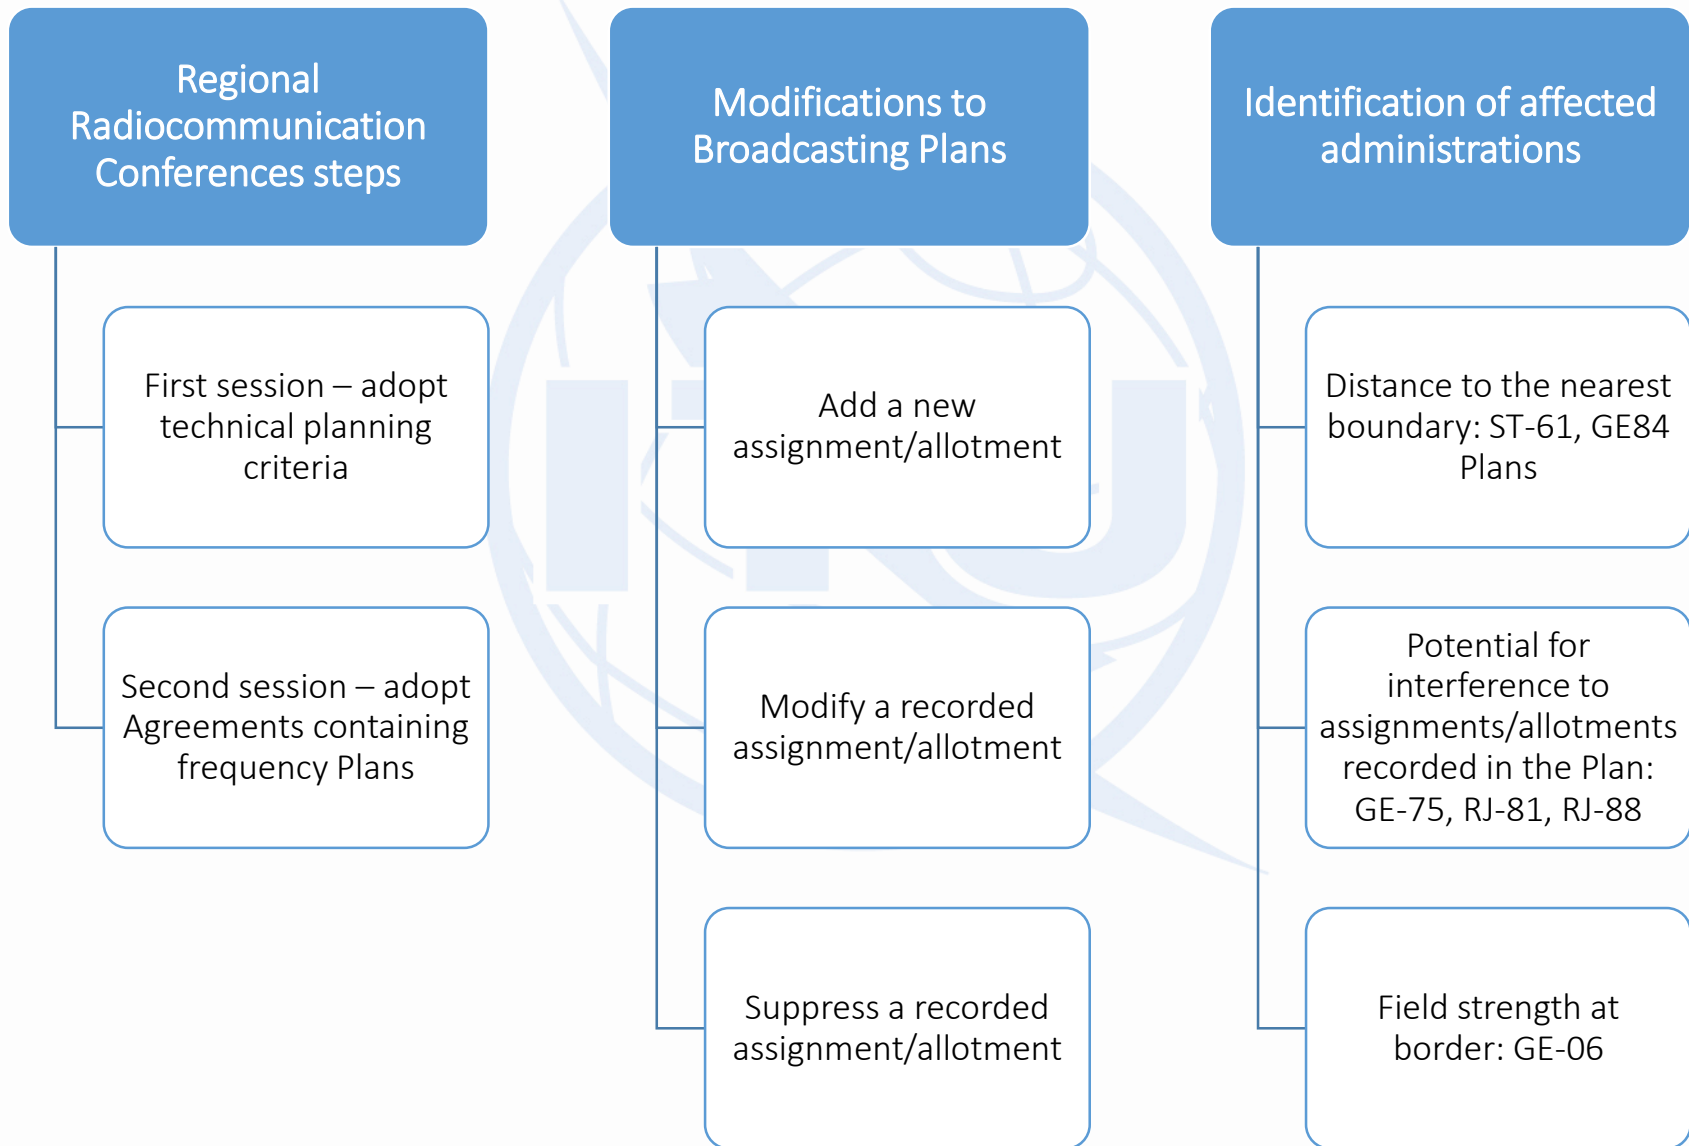 Regional
Radiocommunication
Conferences steps
First session – adopt
technical planning
criteria
Second session – adopt
Agreements containing
frequency Plans
Modifications to
Broadcasting Plans
Add a new
assignment/allotment
Modify a recorded
assignment/allotment
Suppress a recorded
assignment/allotment
Identification of affected
administrations
Distance to the nearest
boundary: ST-61, GE84
Plans
Potential for
interference to
assignments/allotments
recorded in the Plan:
GE-75, RJ-81, RJ-88
Field strength at
border: GE-06
ITU